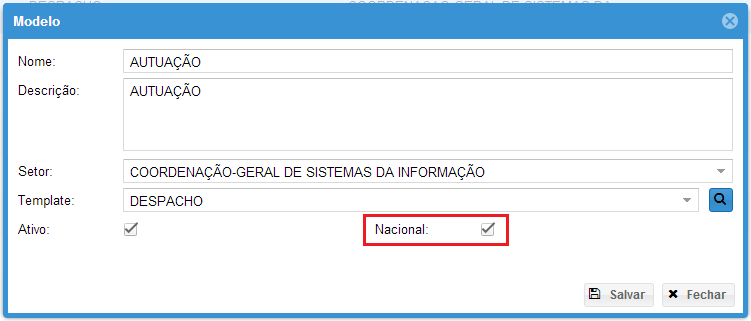 Modelo
Nome: AUTUAÇÃO
Descrição: AUTUAÇÃO
Setor: COORDENAÇÃO-GERAL DE SISTEMAS DA INFORMAÇÃO
Template: DESPACHO
Ativo: Nacional:
Salvar Fechar